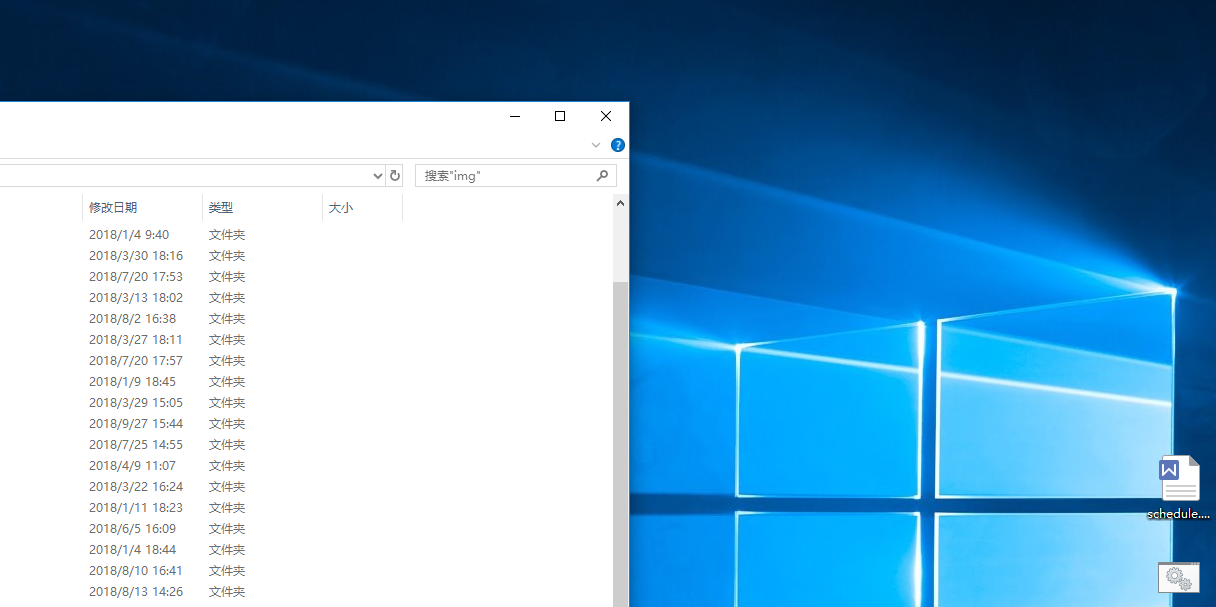 搜索"img"
修改日期 类型 大小
2018/1/4 9:40 文件夹
2018/3/30 18:16 文件夹
2018/7/20 17:53 文件夹
2018/3/13 18:02 文件夹
2018/8/2 16:38 文件夹
2018/3/27 18:11 文件夹
2018/7/20 17:57 文件夹
2018/1/9 18:45 文件夹
2018/3/29 15:05 文件夹
2018/9/27 15:44 文件夹
2018/7/25 14:55 文件夹
2018/4/9 11:07 文件夹
2018/3/22 16:24 文件夹
2018/1/11 18:23 文件夹
2018/6/5 16:09 文件夹
2018/1/4 18:44 文件夹
2018/8/10 16:41 文件夹
2018/8/13 14:26 文件夹
W
schedule....